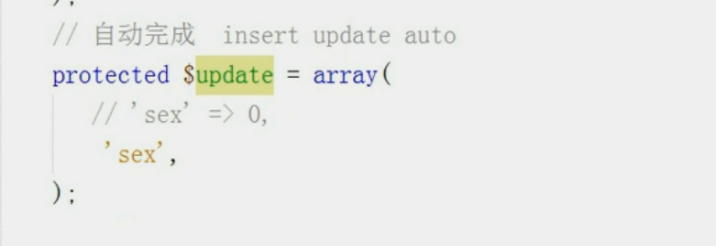 );
// 自动完成  insert update auto
protected $update = array(
// 'sex' => 0,
'sex',
);